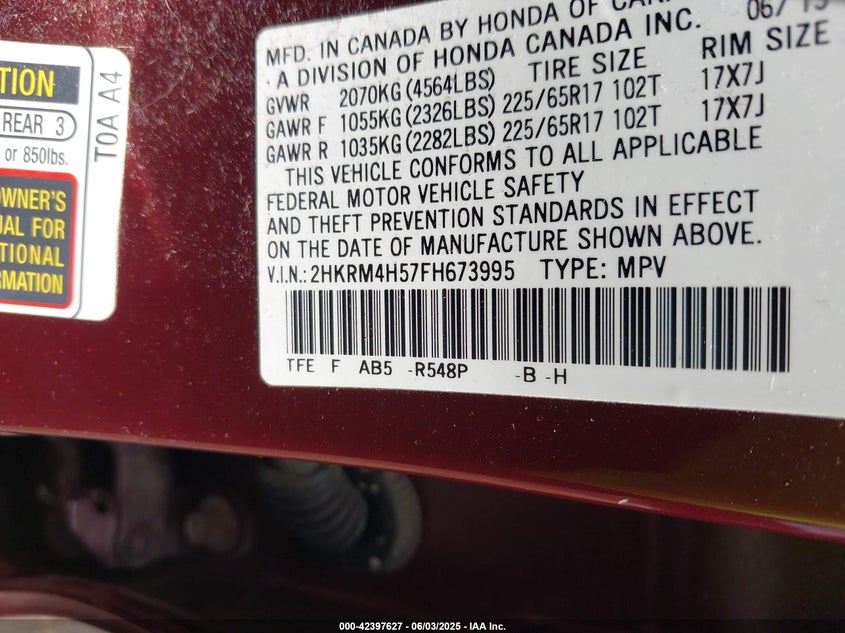 TION
REAR 3
or 850lbs.
OWNER'S
UAL FOR
TIONAL
RMATION
T0A A4
MFD. IN CANADA BY HONDA OF CAN
A DIVISION OF HONDA CANADA INC. 06/15
GVWR 2070KG (4564LBS) TIRE SIZE RIM SIZE
GAWR F 1055KG (2326LBS) 225/65R17 102T 17X7J
GAWR R 1035KG (2282LBS) 225/65R17 102T 17X7J
THIS VEHICLE CONFORMS TO ALL APPLICABLE
FEDERAL MOTOR VEHICLE SAFETY
AND THEFT PREVENTION STANDARDS IN EFFECT
ON THE DATE OF MANUFACTURE SHOWN ABOVE.
V.I.N.: 2HKRM4H57FH673995 TYPE: MPV
TFE F AB5 -R548P -B -H
000-42397627 - 06/03/2025 - IAA Inc.